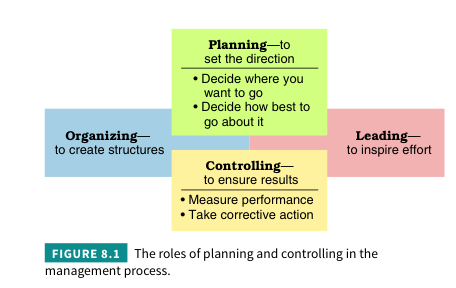 Planning—to
set the direction
• Decide where you
want to go
• Decide how best to
go about it
Organizing—
to create structures
Leading—
to inspire effort
Controlling—
to ensure results
• Measure performance
• Take corrective action
FIGURE 8.1 The roles of planning and controlling in the
management process.